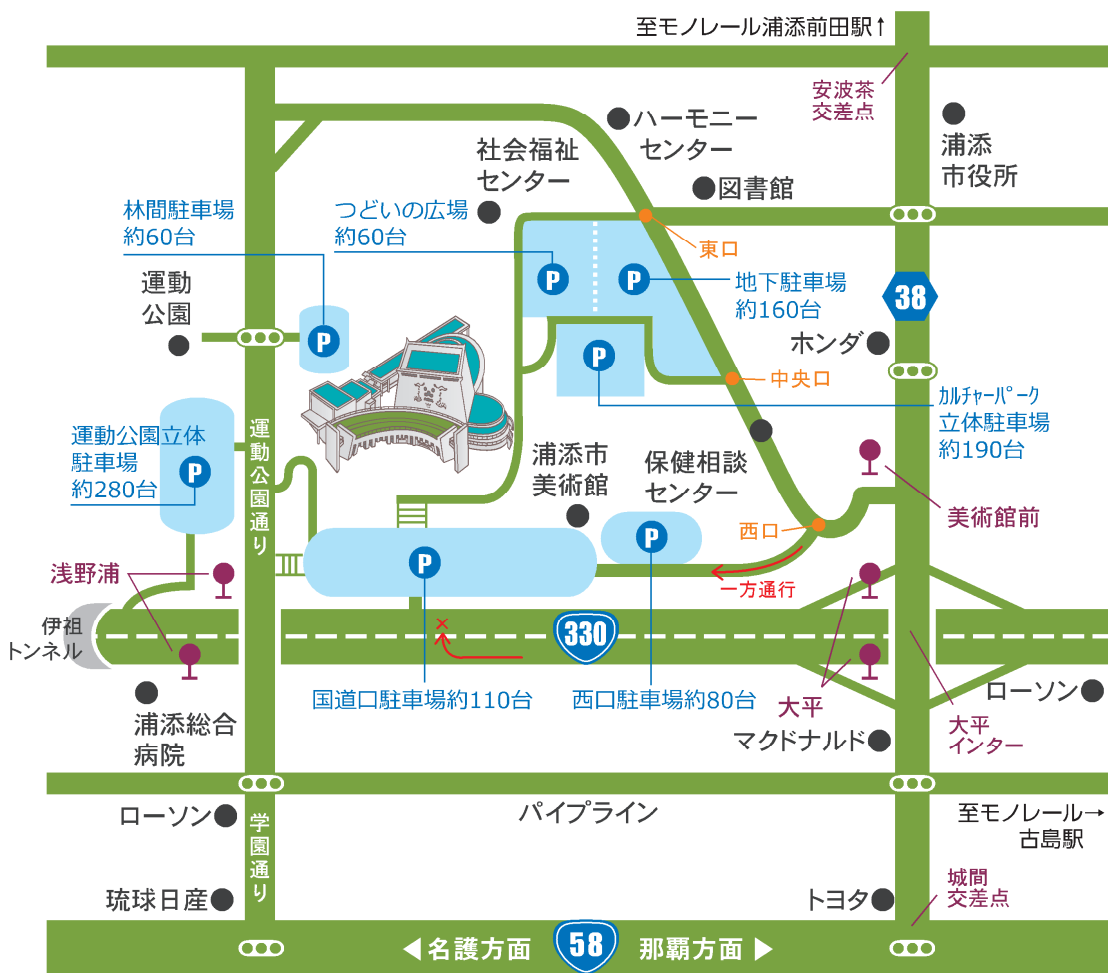 至モノレール浦添前田駅↑
安波茶
交差点
ハーモニー
センター
浦添
市役所
社会福祉
センター
図書館
林間駐車場
約60台
つどいの広場
約60台
東口
運動
公園
P
P
地下駐車場
約160台
38
P
P
ホンダ
中央口
カルチャーパーク
立体駐車場
約190台
運動公園立体
駐車場
約280台
P
運動公園通り
浦添市
美術館
保健相談
センター
美術館前
西口
P
P
浅野浦
一方通行
伊祖
トンネル
×
330
国道口駐車場約110台
西口駐車場約80台
大平
ローソン
浦添総合
病院
マクドナルド
大平
インター
ローソン
パイプライン
至モノレール→
古島駅
学園通り
琉球日産
トヨタ
城間
交差点
◀名護方面
58
那覇方面▶